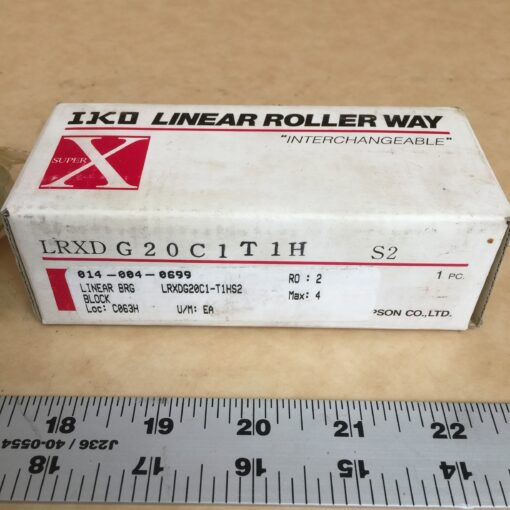 IKO LINEAR ROLLER WAY
"INTERCHANGEABLE"
SUPER X
LRXD G20C1T1H S2
014-004-0699 RO: 2
LINEAR BRG LRXDG20C1-T1HS2
BLOCK Max: 4
Loc: C063H U/M: EA
1 PC.
PSON CO.,LTD.
18 19 20 21 22
J236 / 40-0554
18 17 16 15 14